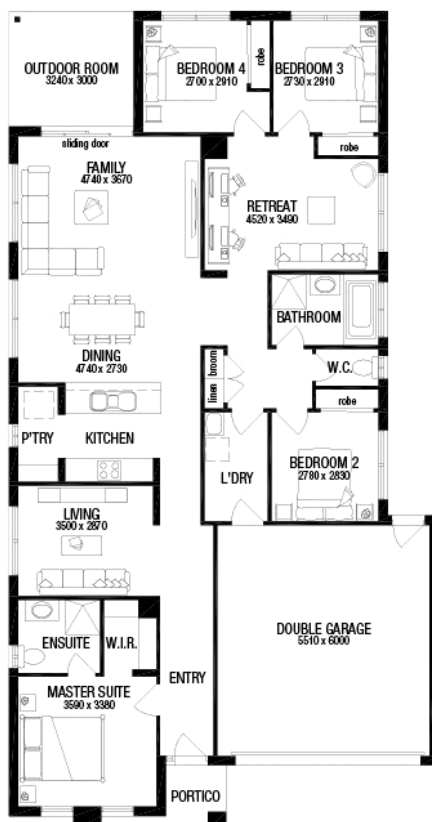 OUTDOOR ROOM
3240 x 3000
BEDROOM 4
2700 x 2910
robe
BEDROOM 3
2730 x 2910
sliding door
robe
FAMILY
4740 x 3670
RETREAT
4520 x 3490
BATHROOM
DINING
4740 x 2730
broom
linen
W.C.
robe
P'TRY
KITCHEN
L'DRY
BEDROOM 2
2780 x 2830
LIVING
3500 x 2870
ENSUITE
W.I.R.
DOUBLE GARAGE
5510 x 6000
ENTRY
MASTER SUITE
3590 x 3380
PORTICO